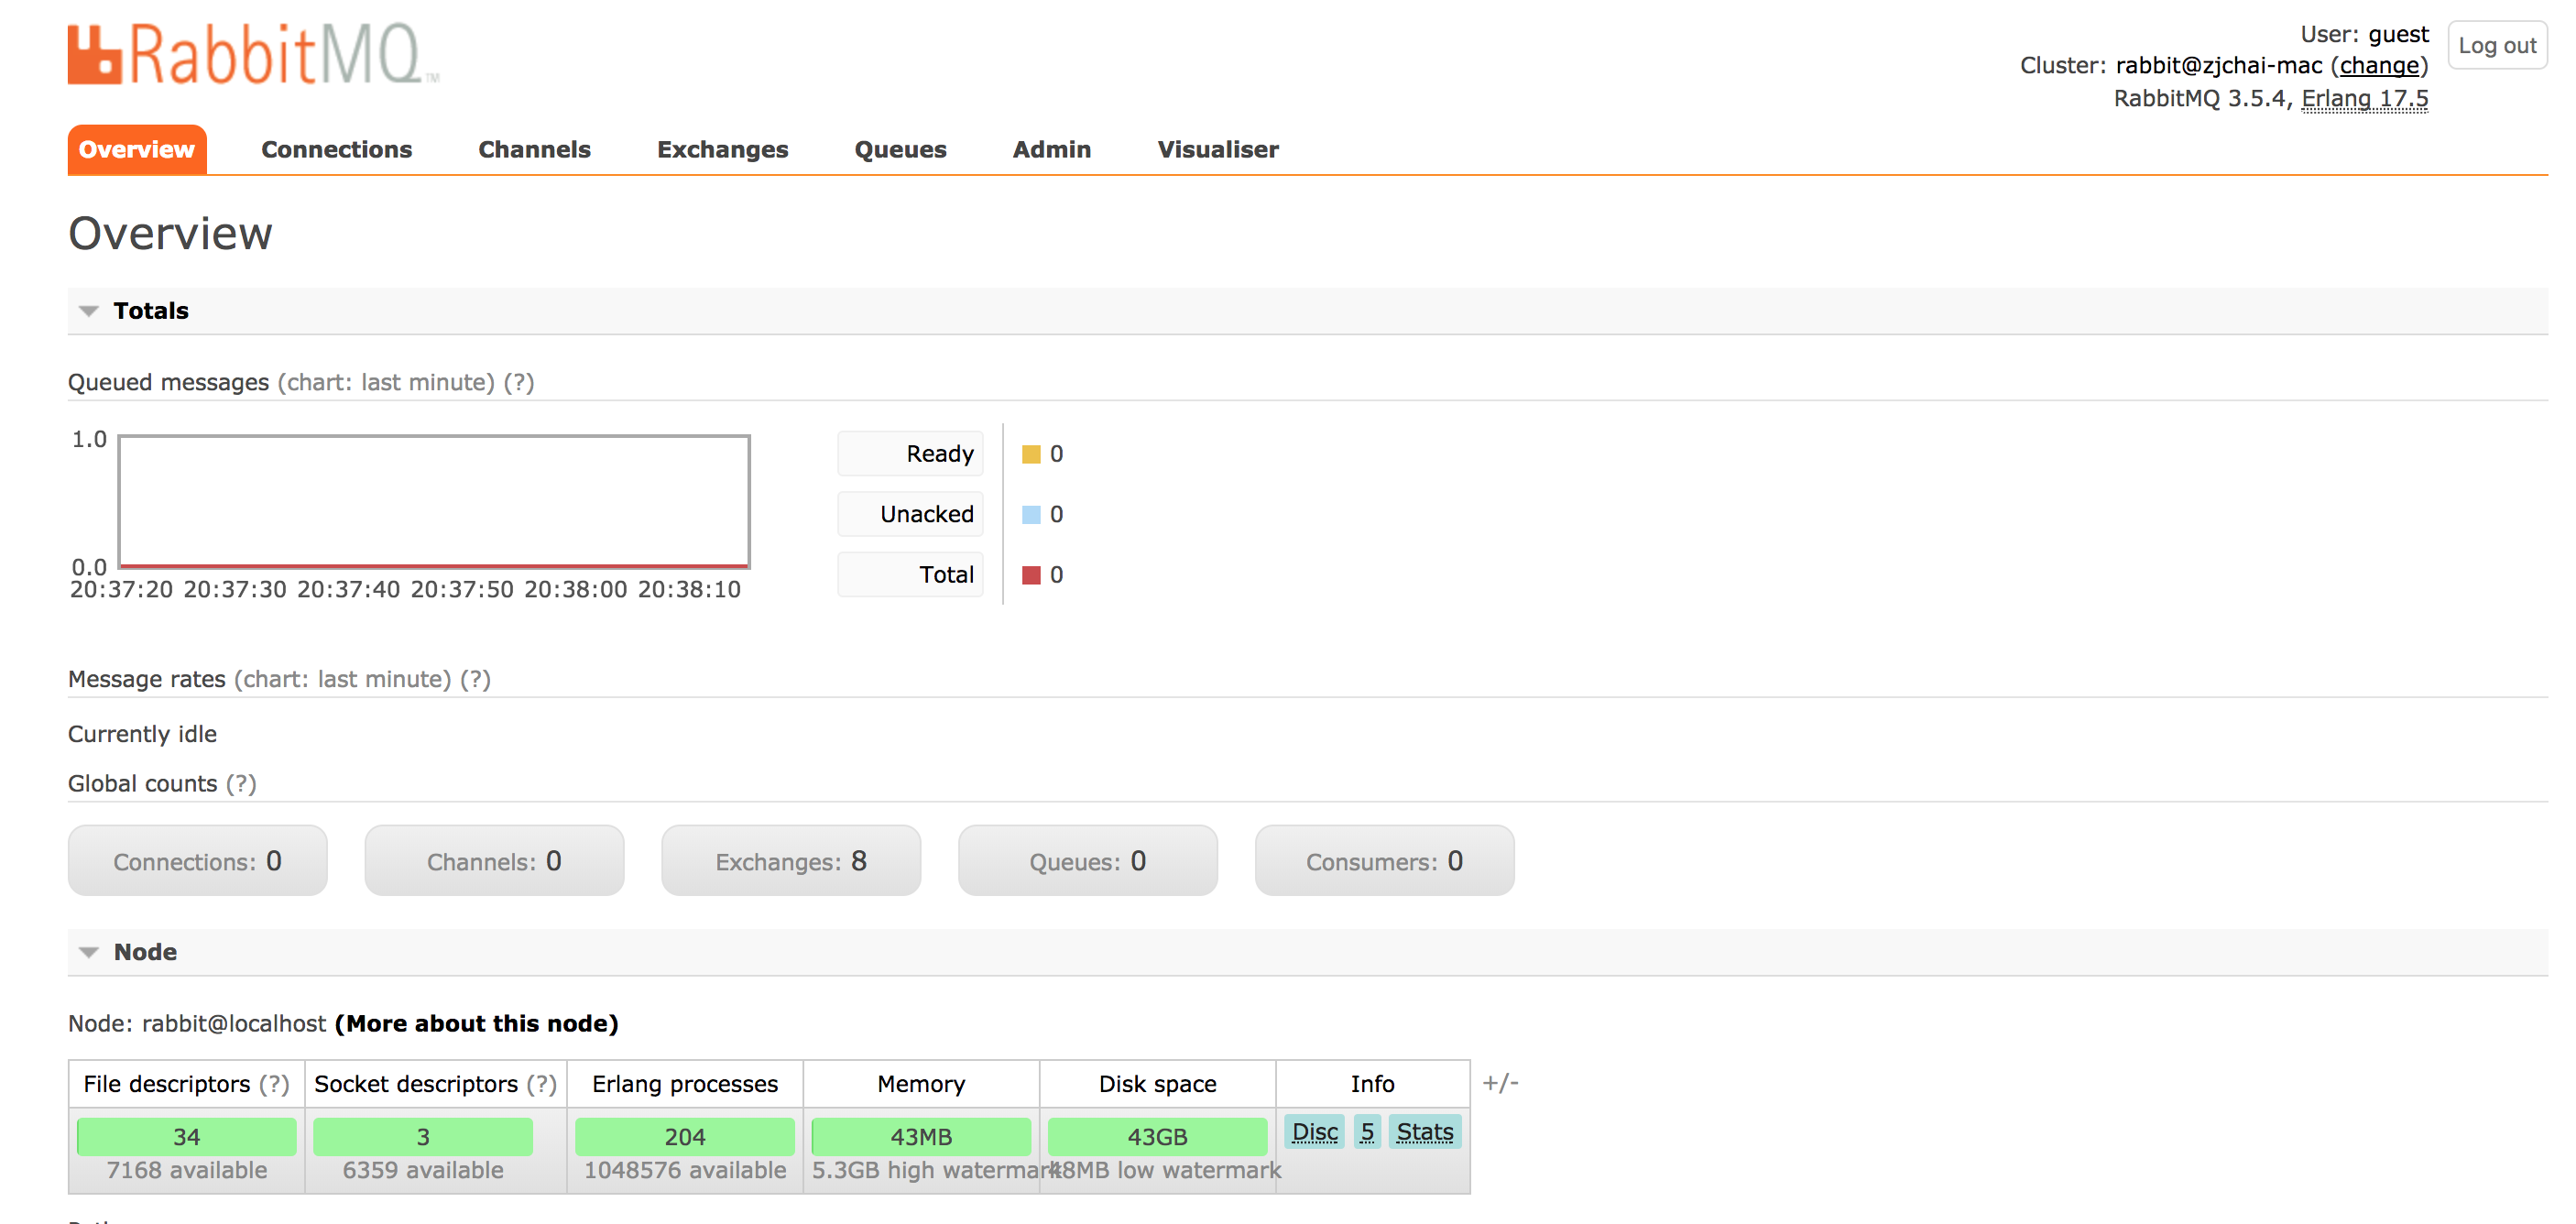 RabbitMQ™
User: guest
Log out
Cluster: rabbit@zjchai-mac (change)
RabbitMQ 3.5.4, Erlang 17.5
Overview Connections Channels Exchanges Queues Admin Visualiser
Overview
Totals
Queued messages (chart: last minute) (?)
1.0
0.0
20:37:20 20:37:30 20:37:40 20:37:50 20:38:00 20:38:10
Ready 0
Unacked 0
Total 0
Message rates (chart: last minute) (?)
Currently idle
Global counts (?)
Connections: 0 Channels: 0 Exchanges: 8 Queues: 0 Consumers: 0
Node
Node: rabbit@localhost (More about this node)
File descriptors (?) Socket descriptors (?) Erlang processes Memory Disk space Info +/-
34 3 204 43MB 43GB Disc 5 Stats
7168 available 6359 available 1048576 available 5.3GB high watermark 48MB low watermark